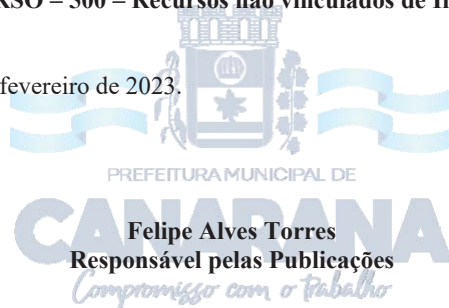 RSO – 500 – Recursos não vinculados de I
fevereiro de 2023.
PREFEITURA MUNICIPAL DE
CANARANA
Felipe Alves Torres
Responsável pelas Publicações
Compromisso com o Trabalho